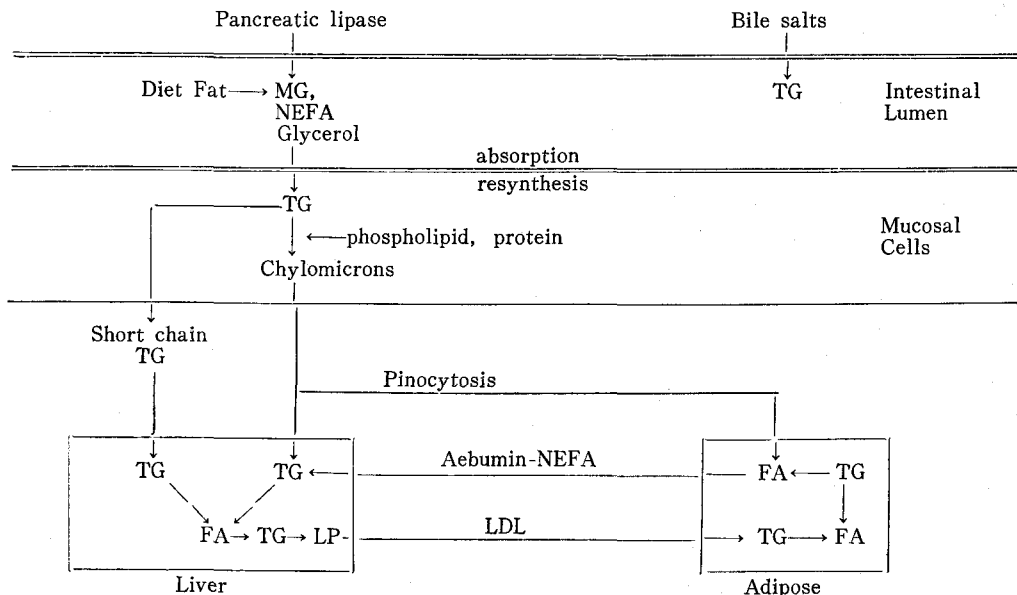 Pancreatic lipase
Bile salts
Diet Fat
MG,
NEFA
Glycerol
TG
Intestinal
Lumen
absorption
resynthesis
TG
phospholipid, protein
Chylomicrons
Mucosal
Cells
Short chain
TG
Pinocytosis
TG
TG
Aebumin-NEFA
FA
TG
FA
TG
LP
LDL
TG
FA
Liver
Adipose